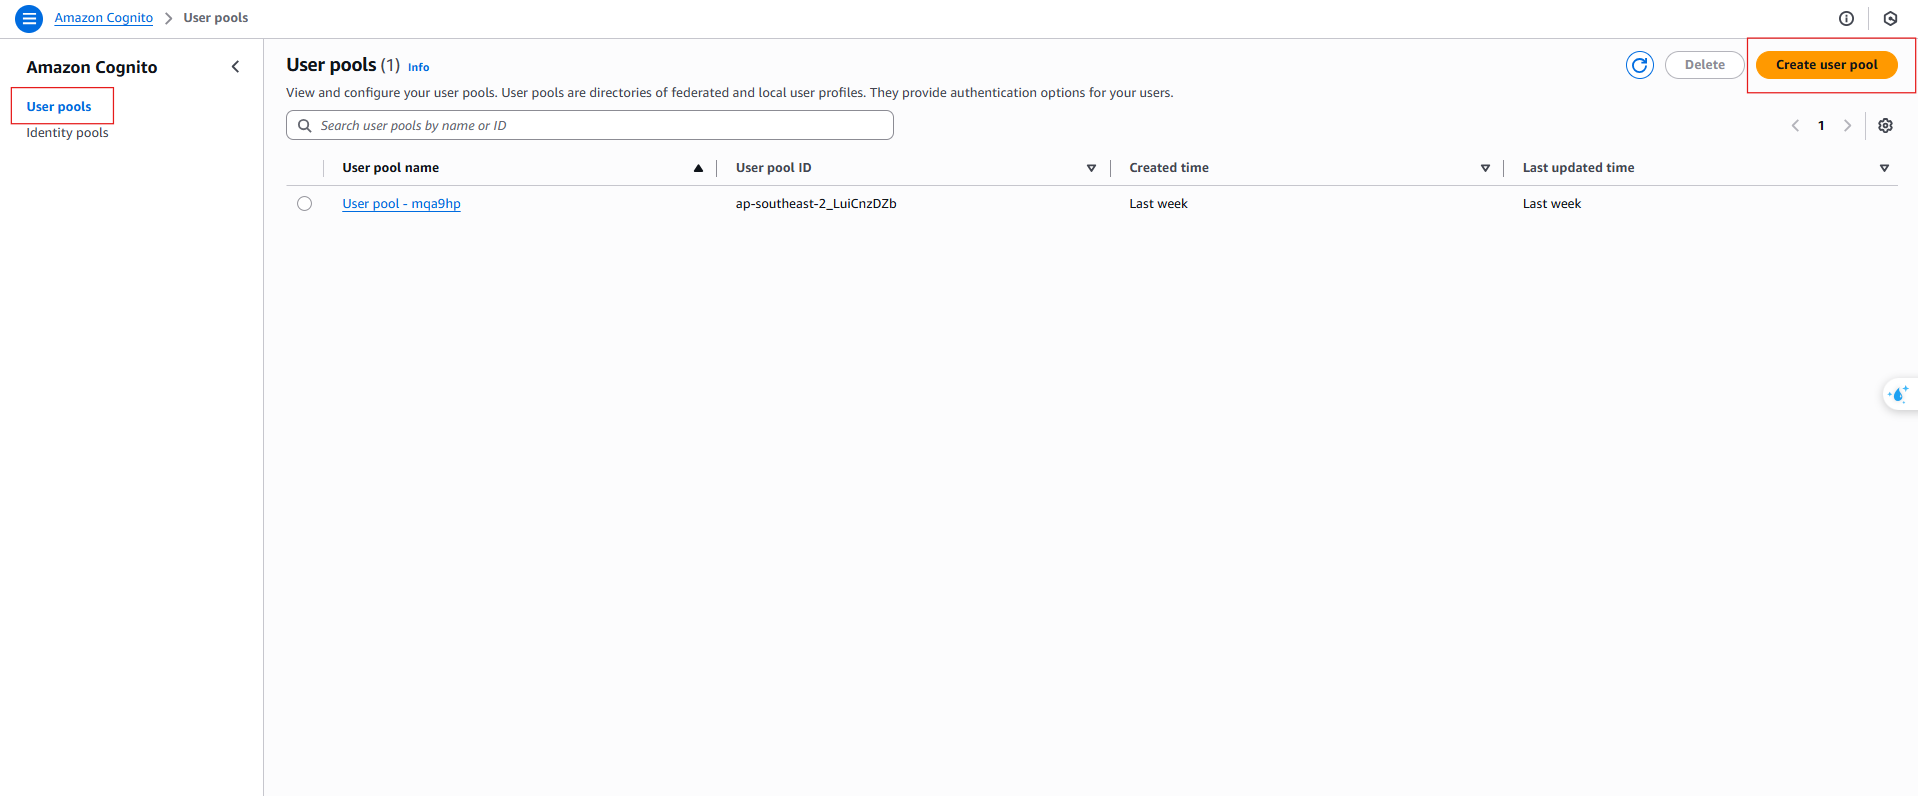 Amazon Cognito > User pools
Amazon Cognito
User pools
Identity pools
User pools (1) Info
Delete
Create user pool
View and configure your user pools. User pools are directories of federated and local user profiles. They provide authentication options for your users.
Search user pools by name or ID
1
User pool name User pool ID Created time Last updated time
User pool - mqa9hp ap-southeast-2_LuiCnzDZb Last week Last week